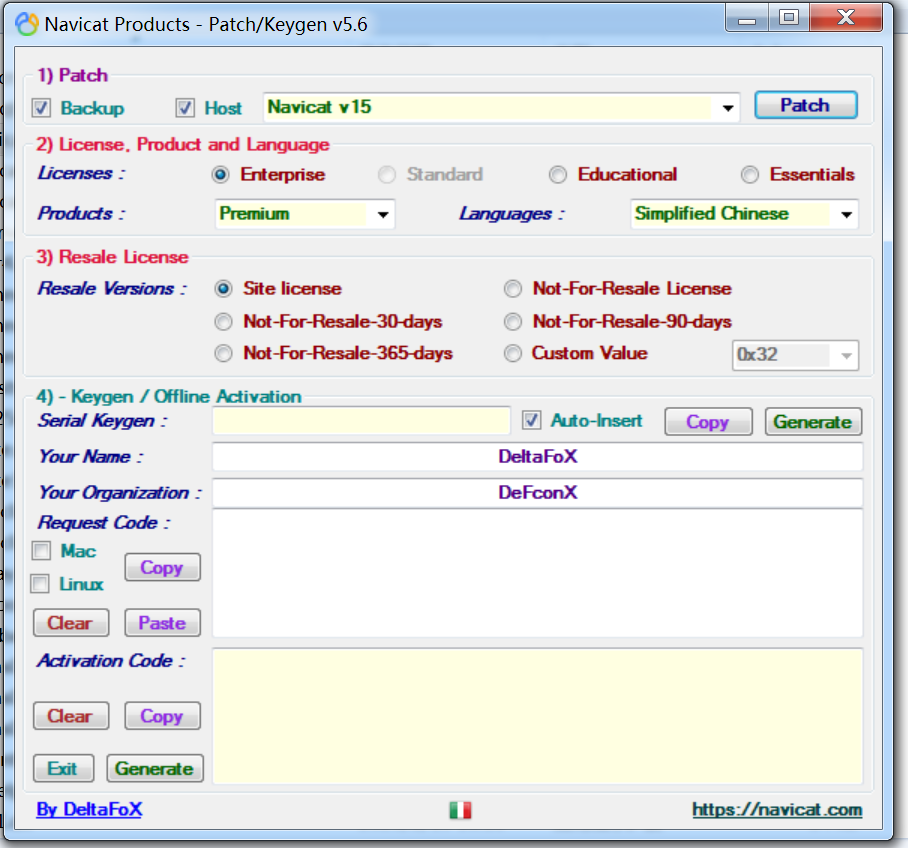 Navicat Products - Patch/Keygen v5.6
1) Patch
Backup Host Navicat v15 Patch
2) License, Product and Language
Licenses : Enterprise Standard Educational Essentials
Products : Premium Languages : Simplified Chinese
3) Resale License
Resale Versions : Site license Not-For-Resale License
Not-For-Resale-30-days Not-For-Resale-90-days
Not-For-Resale-365-days Custom Value 0x32
4) - Keygen / Offline Activation
Serial Keygen : Auto-Insert Copy Generate
Your Name : DeltaFoX
Your Organization : DeFconX
Request Code :
Mac
Copy
Linux
Clear Paste
Activation Code :
Clear Copy
Exit Generate
By DeltaFoX https://navicat.com